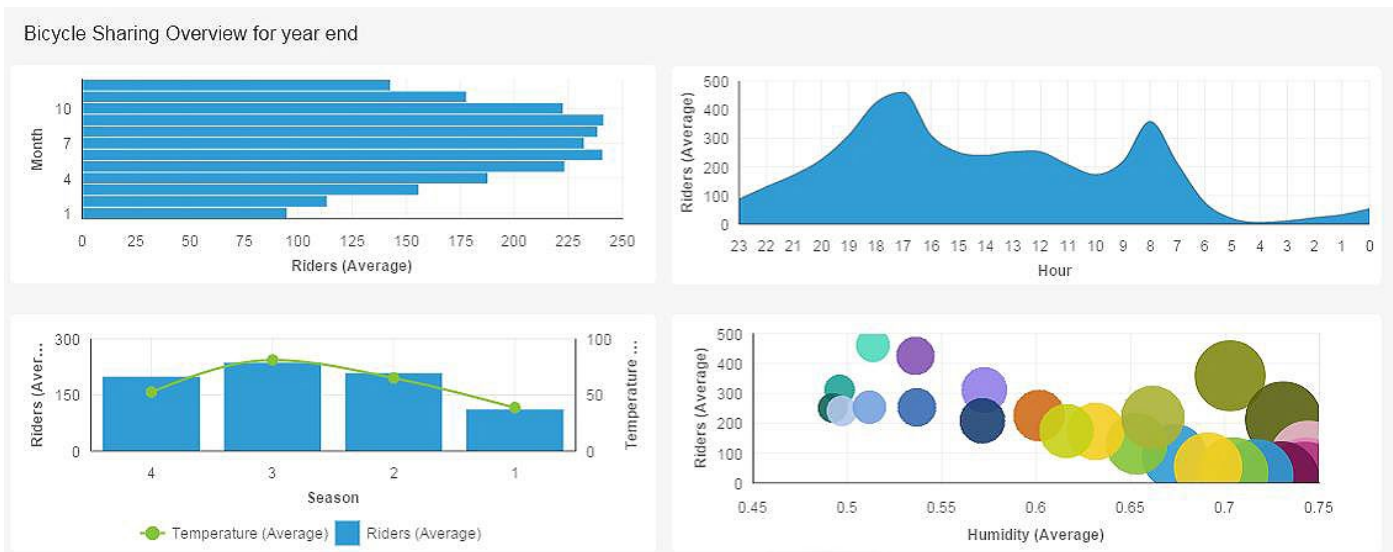 Bicycle Sharing Overview for year end
Month
10
7
4
1
0 25 50 75 100 125 150 175 200 225 250
Riders (Average)
Riders (Average)
500
400
300
200
100
0
23 22 21 20 19 18 17 16 15 14 13 12 11 10 9 8 7 6 5 4 3 2 1 0
Hour
Riders (Aver...
300
150
0
100
50
0
Temperature ...
4 3 2 1
Season
Temperature (Average) Riders (Average)
Riders (Average)
500
400
300
200
100
0
0.45 0.5 0.55 0.6 0.65 0.7 0.75
Humidity (Average)